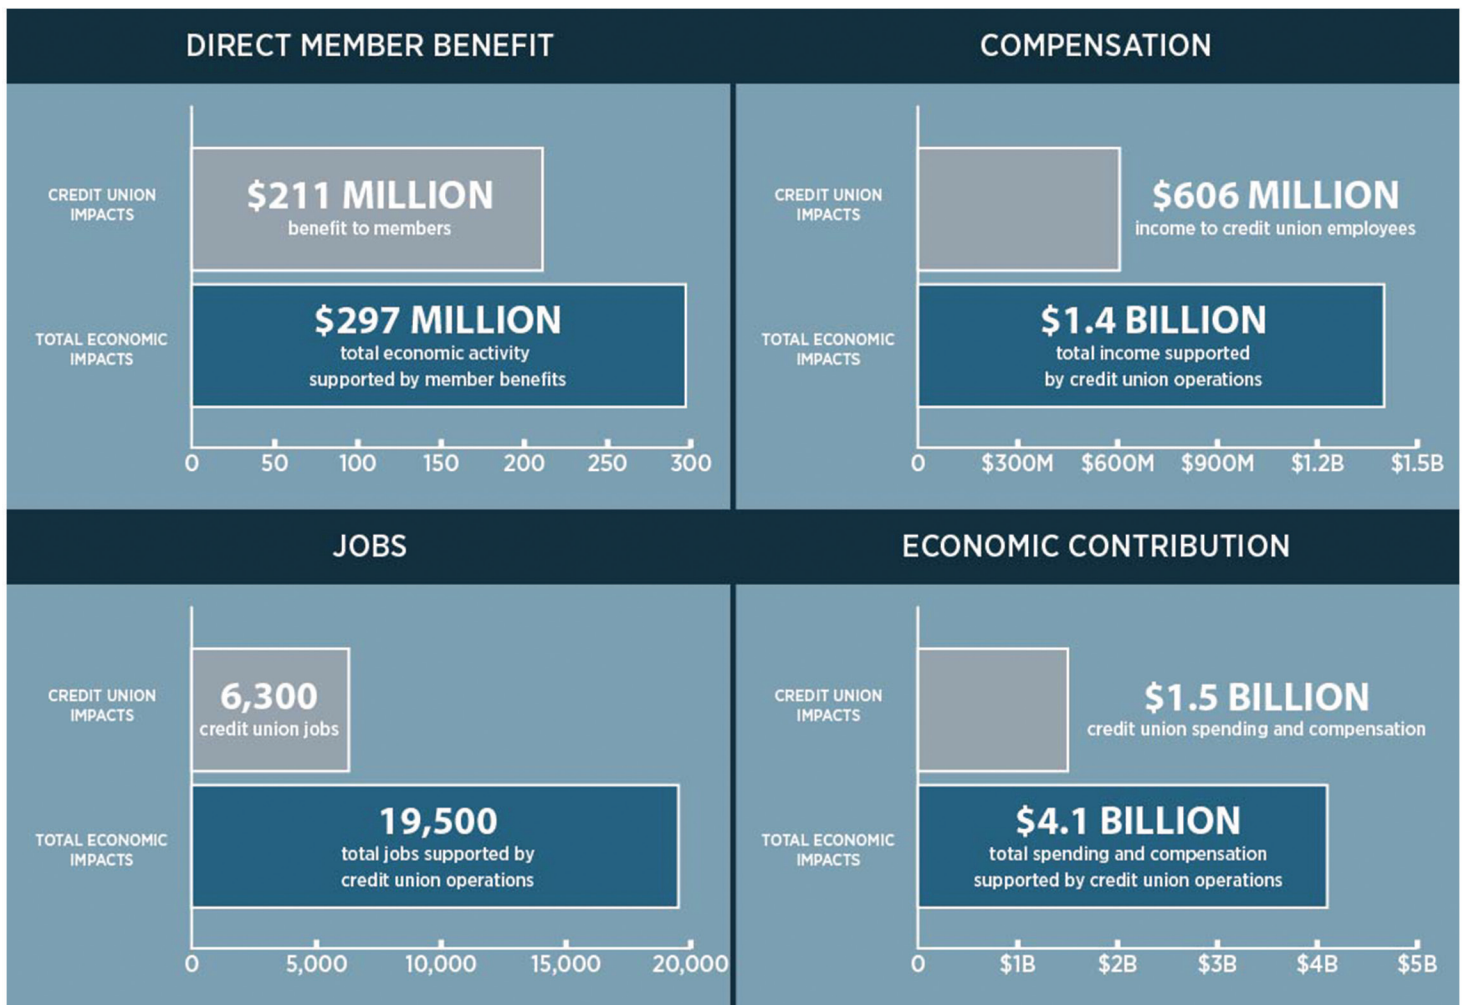 DIRECT MEMBER BENEFIT
CREDIT UNION
IMPACTS
$211 MILLION
benefit to members
TOTAL ECONOMIC
IMPACTS
$297 MILLION
total economic activity
supported by member benefits
0 50 100 150 200 250 300
COMPENSATION
CREDIT UNION
IMPACTS
$606 MILLION
income to credit union employees
TOTAL ECONOMIC
IMPACTS
$1.4 BILLION
total income supported
by credit union operations
0 $300M $600M $900M $1.2B $1.5B
JOBS
CREDIT UNION
IMPACTS
6,300
credit union jobs
TOTAL ECONOMIC
IMPACTS
19,500
total jobs supported by
credit union operations
0 5,000 10,000 15,000 20,000
ECONOMIC CONTRIBUTION
CREDIT UNION
IMPACTS
$1.5 BILLION
credit union spending and compensation
TOTAL ECONOMIC
IMPACTS
$4.1 BILLION
total spending and compensation
supported by credit union operations
0 $1B $2B $3B $4B $5B